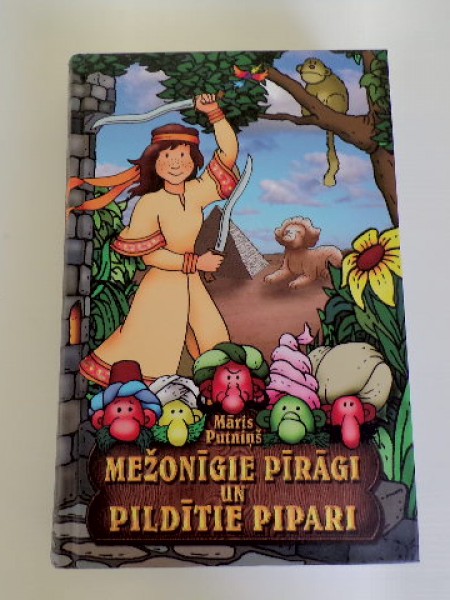 Māris
Putniņš
MEŽONĪGIE PĪRĀGI
UN
PILDĪTIE PIPARI